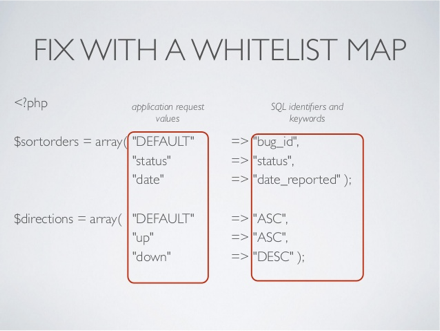 FIX WITH A WHITELIST MAP
<?php
application request
values
SQL identifiers and
keywords
$sortorders = array( "DEFAULT" => "bug_id",
"status" => "status",
"date" => "date_reported" );
$directions = array( "DEFAULT" => "ASC",
"up" => "ASC",
"down" => "DESC" );